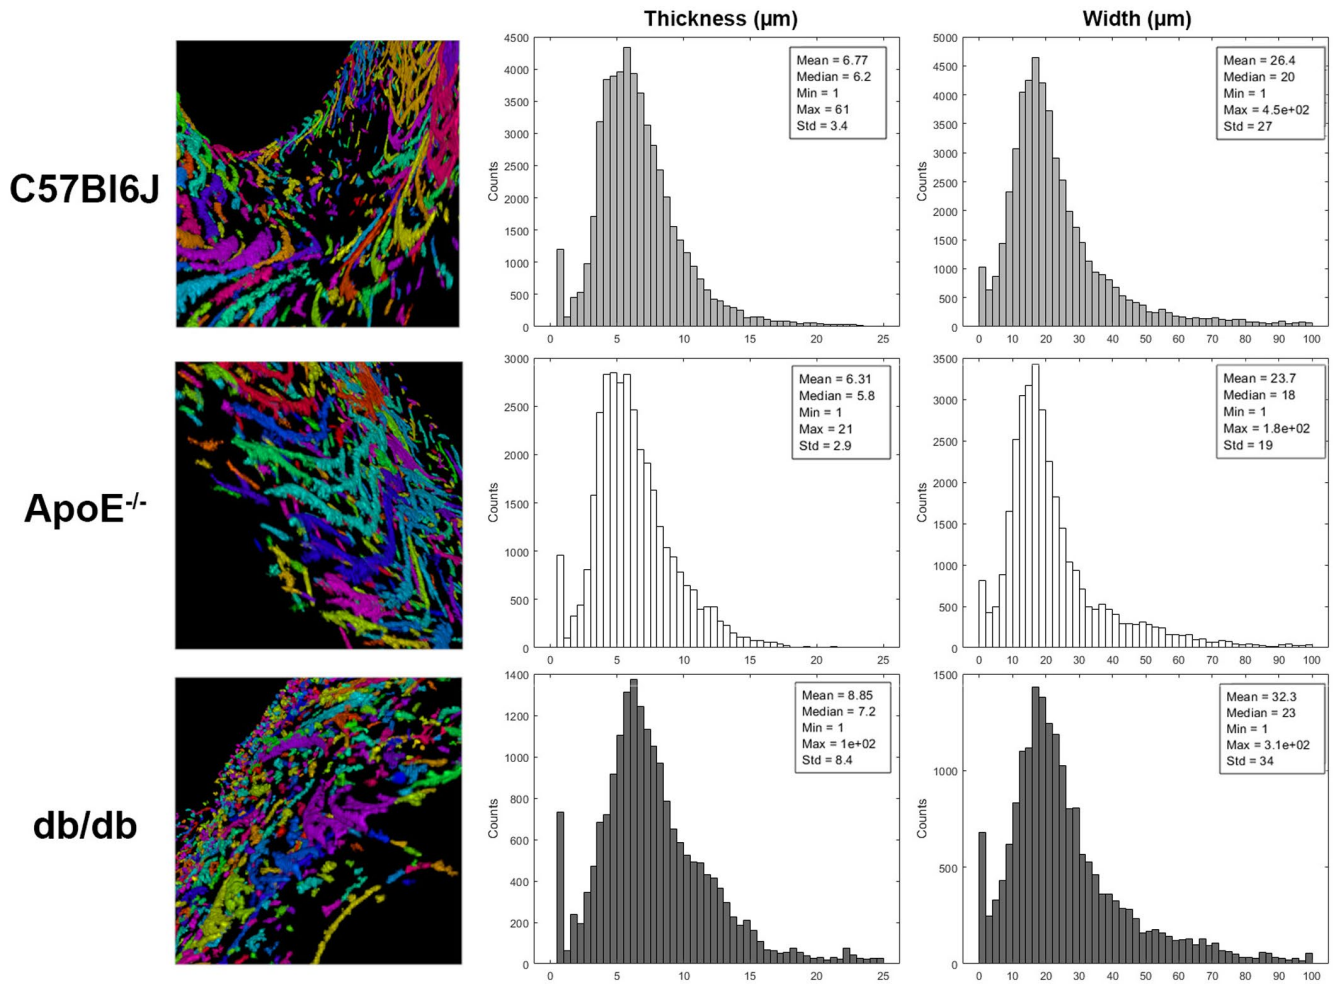 Thickness (µm)
Width (µm)
C57Bl6J
4500
4000
3500
3000
2500
2000
1500
1000
500
0
Counts
0 5 10 15 20 25
Mean = 6.77
Median = 6.2
Min = 1
Max = 61
Std = 3.4
5000
4500
4000
3500
3000
2500
2000
1500
1000
500
0
Counts
0 10 20 30 40 50 60 70 80 90 100
Mean = 26.4
Median = 20
Min = 1
Max = 4.5e+02
Std = 27
ApoE-/-
3000
2500
2000
1500
1000
500
0
Counts
0 5 10 15 20 25
Mean = 6.31
Median = 5.8
Min = 1
Max = 21
Std = 2.9
3500
3000
2500
2000
1500
1000
500
0
Counts
0 10 20 30 40 50 60 70 80 90 100
Mean = 23.7
Median = 18
Min = 1
Max = 1.8e+02
Std = 19
db/db
1400
1200
1000
800
600
400
200
0
Counts
0 5 10 15 20 25
Mean = 8.85
Median = 7.2
Min = 1
Max = 1e+02
Std = 8.4
1500
1000
500
0
Counts
0 10 20 30 40 50 60 70 80 90 100
Mean = 32.3
Median = 23
Min = 1
Max = 3.1e+02
Std = 34